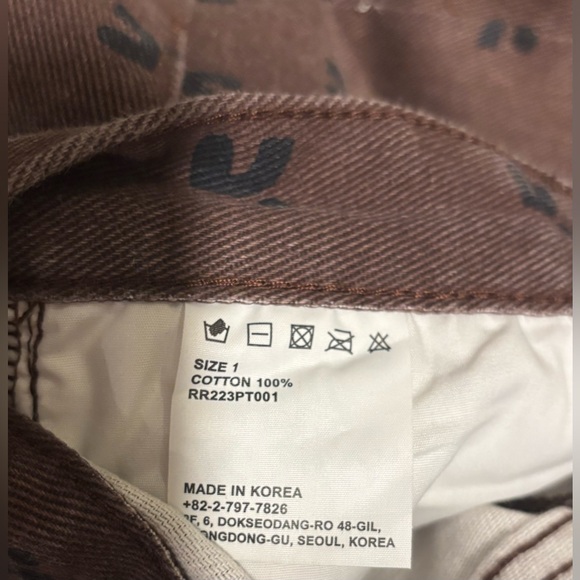 SIZE 1
COTTON 100%
RR223PT001
MADE IN KOREA
+82-2-797-7826
6, DOKSEODANG-RO 48-GIL,
SEOUL, KOREA